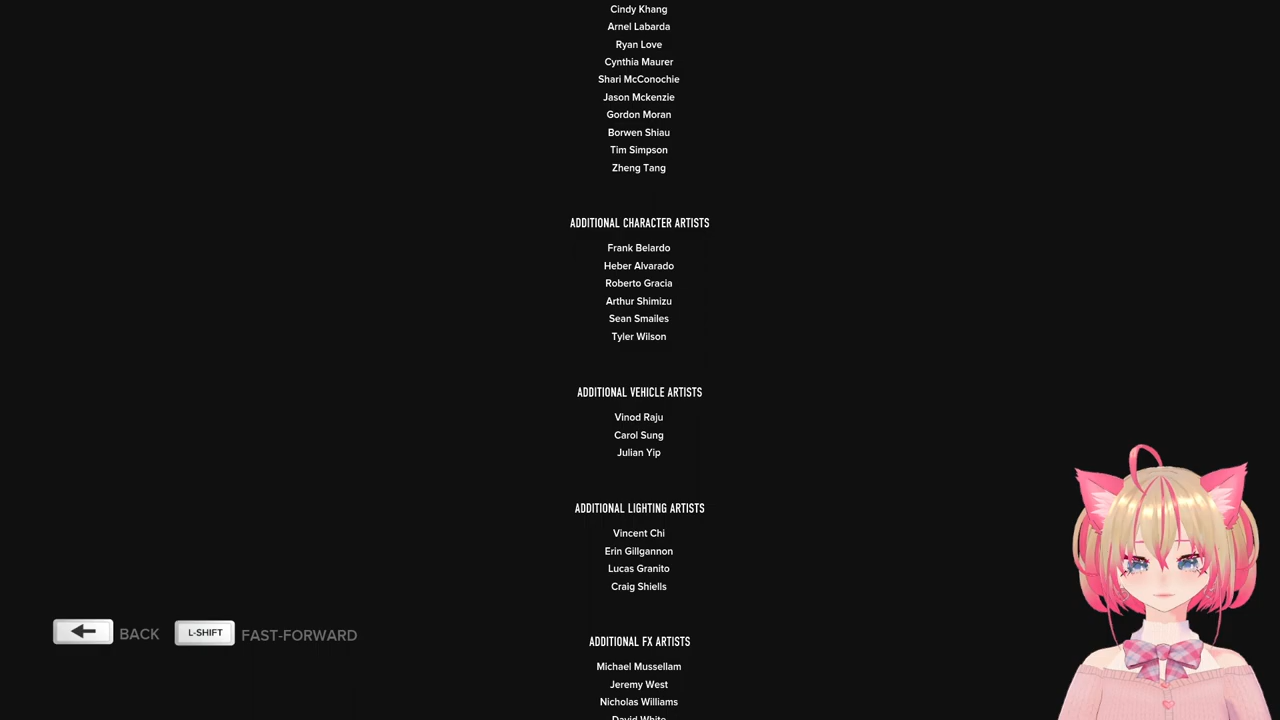 Cindy Khang
Arnel Labarda
Ryan Love
Cynthia Maurer
Shari McConochie
Jason Mckenzie
Gordon Moran
Borwen Shiau
Tim Simpson
Zheng Tang
ADDITIONAL CHARACTER ARTISTS
Frank Belardo
Heber Alvarado
Roberto Gracia
Arthur Shimizu
Sean Smailes
Tyler Wilson
ADDITIONAL VEHICLE ARTISTS
Vinod Raju
Carol Sung
Julian Yip
ADDITIONAL LIGHTING ARTISTS
Vincent Chi
Erin Gillgannon
Lucas Granito
Craig Shiells
ADDITIONAL FX ARTISTS
Michael Mussellam
Jeremy West
Nicholas Williams
David White
BACK L-SHIFT FAST-FORWARD